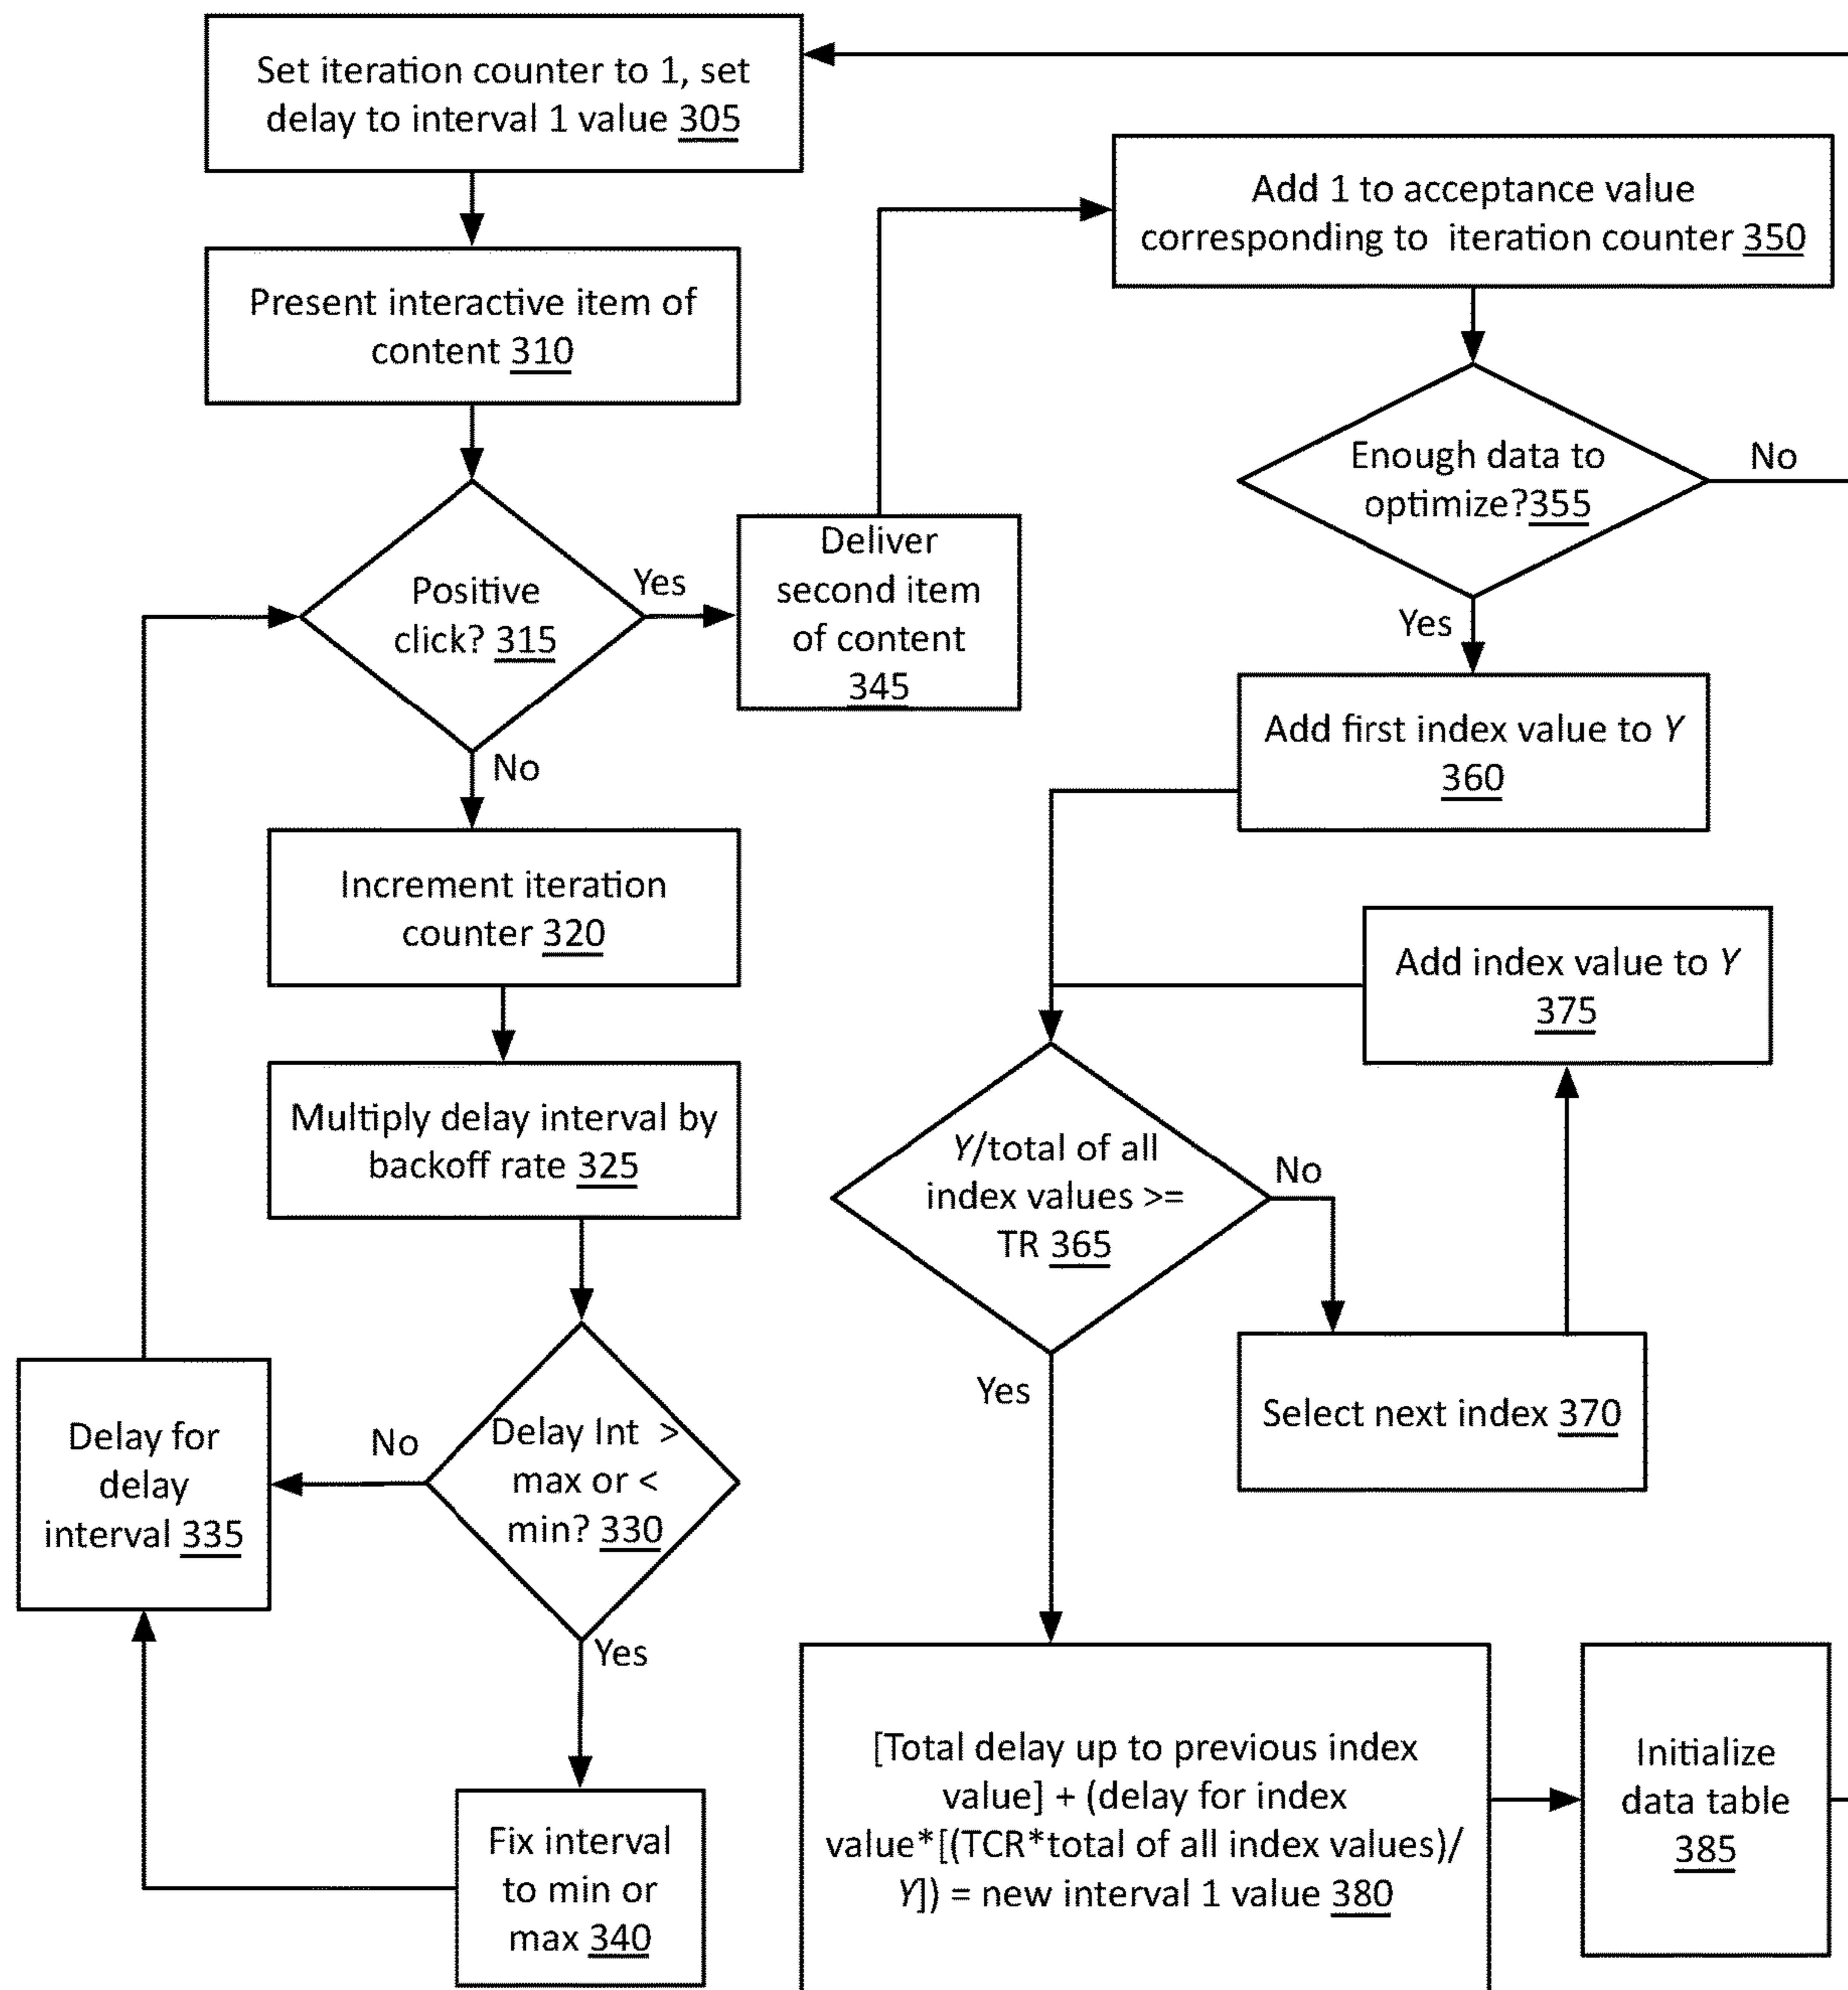 Set iteration counter to 1, set
delay to interval 1 value 305
Present interactive item of
content 310
Positive
click? 315
Yes
No
Increment iteration
counter 320
Multiply delay interval by
backoff rate 325
Delay Int >
max or <
min? 330
No
Yes
Delay for
delay
interval 335
Fix interval
to min or
max 340
Deliver
second item
of content
345
Add 1 to acceptance value
corresponding to iteration counter 350
Enough data to
optimize?355
No
Yes
Add first index value to Y
360
Y/total of all
index values >=
TR 365
No
Yes
Select next index 370
Add index value to Y
375
[Total delay up to previous index
value] + (delay for index
value*[(TCR*total of all index values)/
Y]) = new interval 1 value 380
Initialize
data table
385